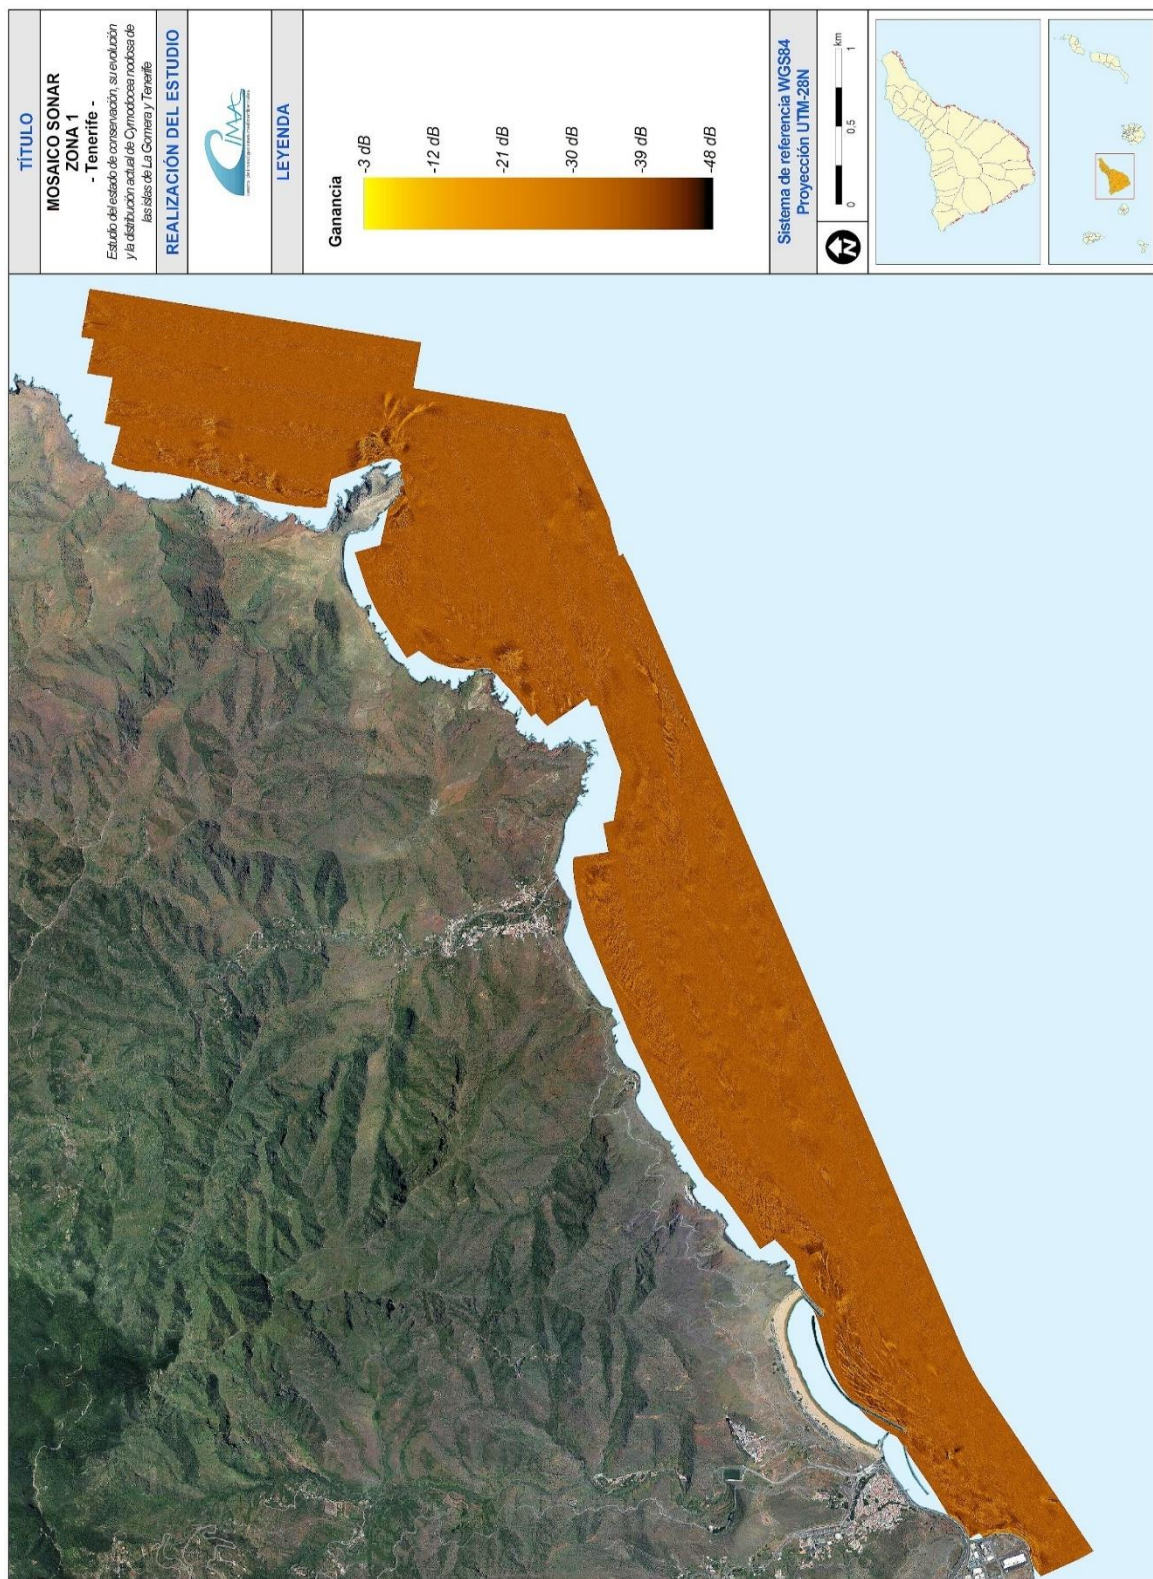 TÍTULO
MOSAICO SONAR
ZONA 1
- Tenerife -
Estudio del estado de conservación, su evolución
y la distribución actual de Cymodocea nodosa de
las islas de La Gomera y Tenerife
REALIZACIÓN DEL ESTUDIO
CIMA
LEYENDA
Ganancia
-3 dB
-12 dB
-21 dB
-30 dB
-39 dB
-48 dB
Sistema de referencia WGS84
Proyección UTM-28N
N
0
0.5
1
km